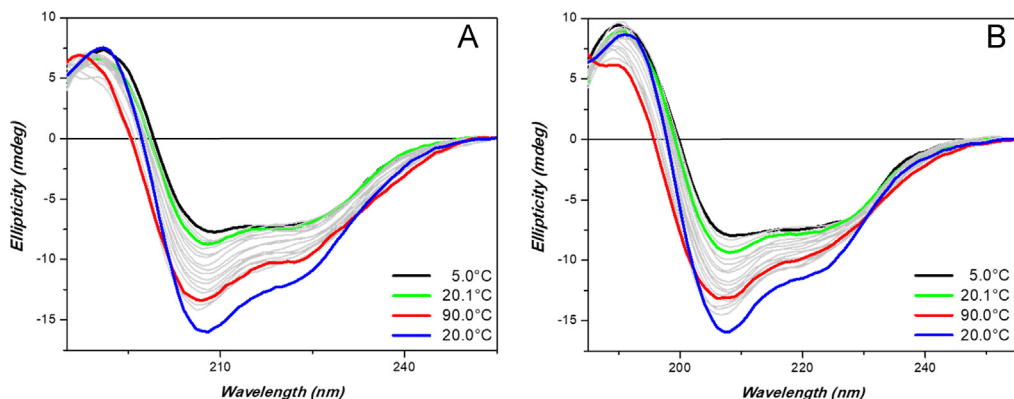 A
10
5
0
-5
-10
-15
Ellipticity (mdeg)
5.0°C
20.1°C
90.0°C
20.0°C
210
240
Wavelength (nm)
B
10
5
0
-5
-10
-15
Ellipticity (mdeg)
5.0°C
20.1°C
90.0°C
20.0°C
200
220
240
Wavelength (nm)